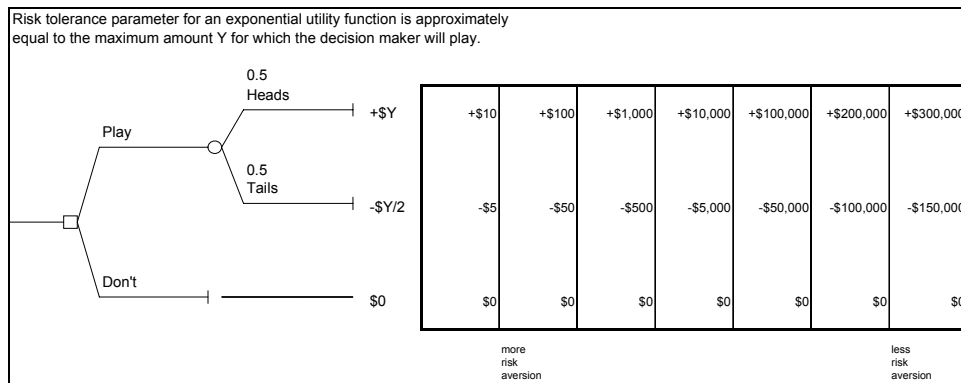 Risk tolerance parameter for an exponential utility function is approximately
equal to the maximum amount Y for which the decision maker will play.
0.5
Heads
+$Y +$10 +$100 +$1,000 +$10,000 +$100,000 +$200,000 +$300,000
Play
0.5
Tails
-$Y/2 -$5 -$50 -$500 -$5,000 -$50,000 -$100,000 -$150,000
Don't
$0 $0 $0 $0 $0 $0 $0 $0
more less
risk risk
aversion aversion